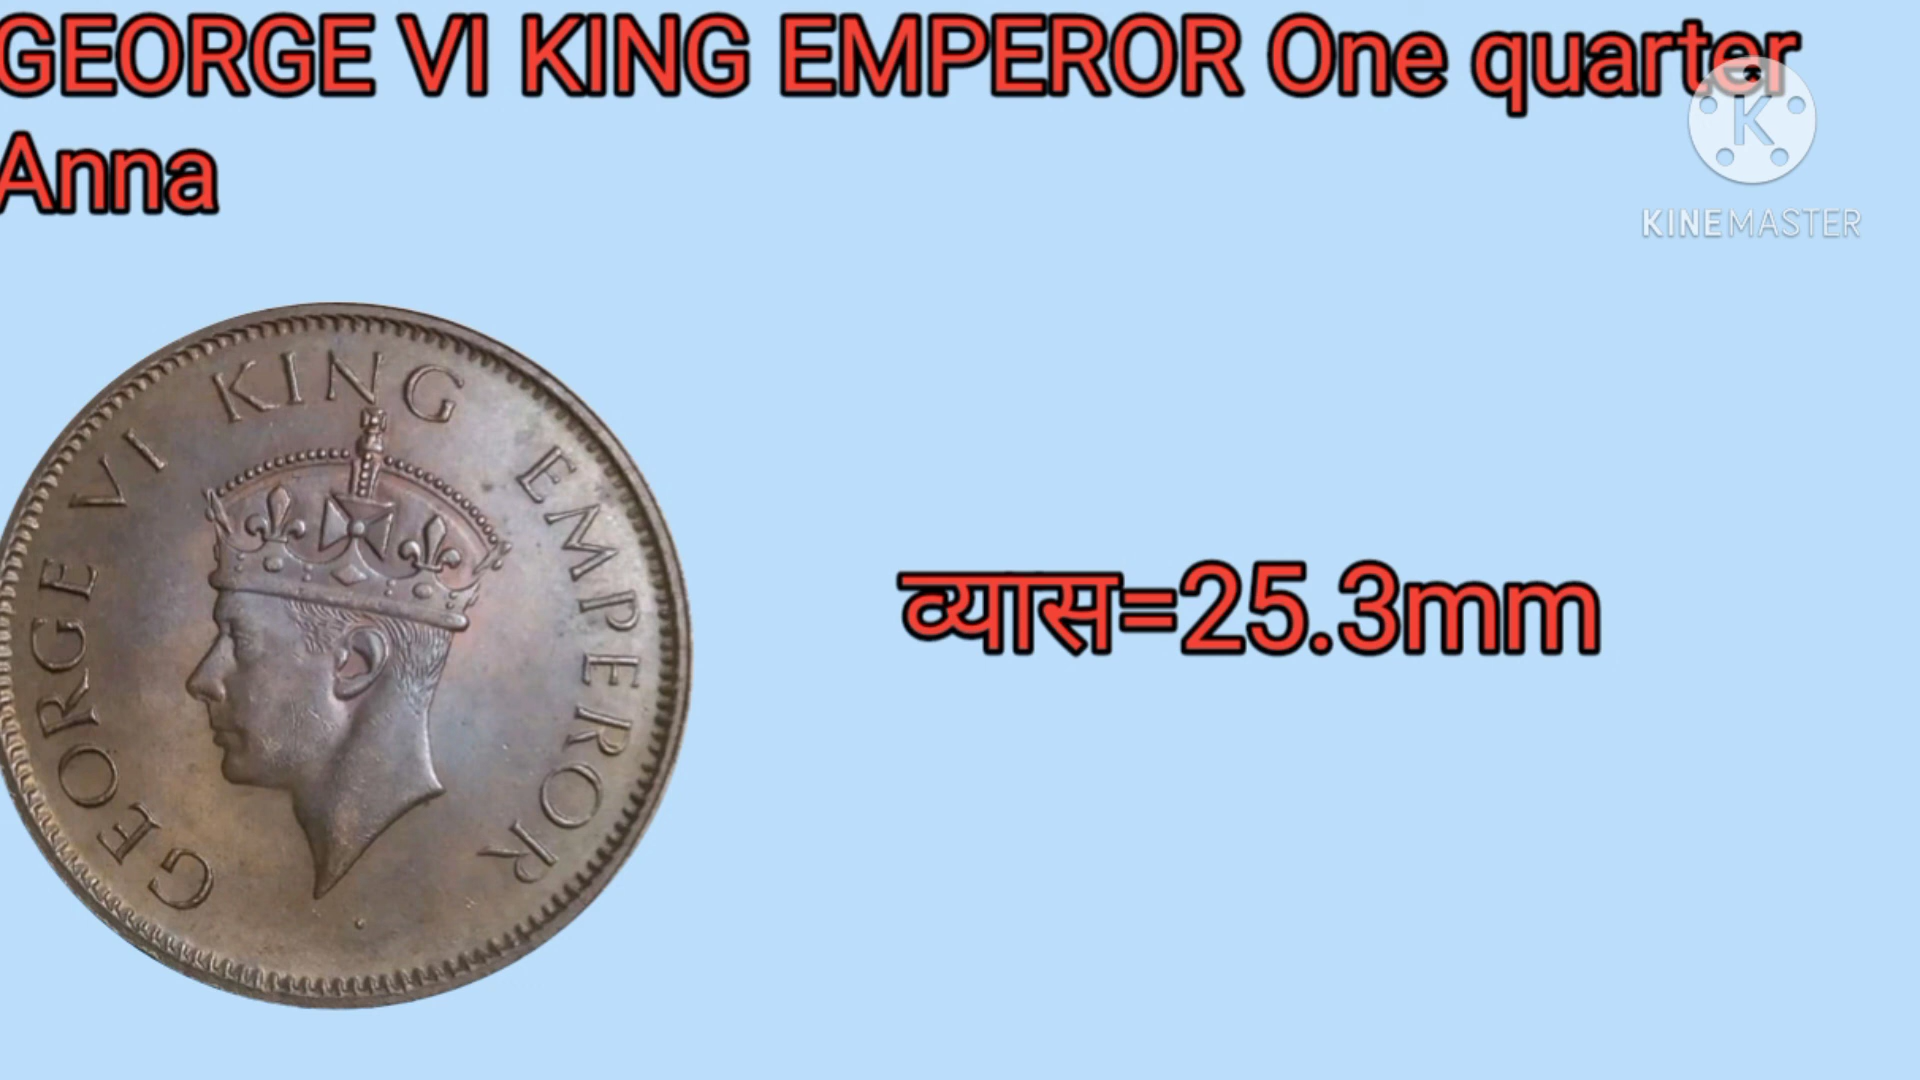 GEORGE VI KING EMPEROR One quarter
Anna
K
KINEMASTER
GEORGE VI KING EMPEROR
व्यास=25.3mm